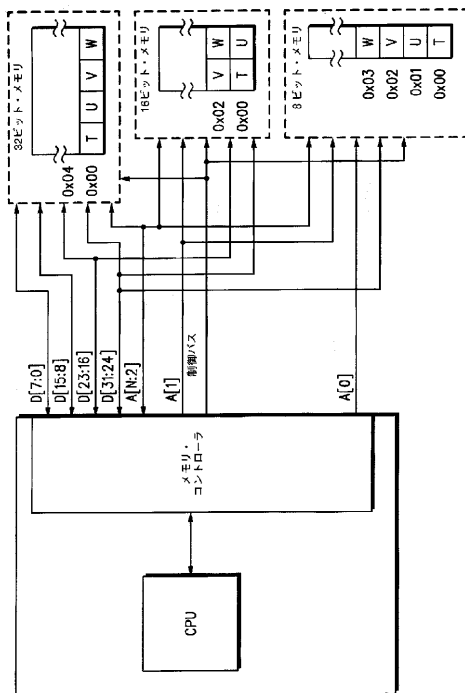 32ビット・メモリ
T U V W
0x04
0x00
16ビット・メモリ
V W
T U
0x02
0x00
8ビット・メモリ
W
V
U
T
0x03
0x02
0x01
0x00
D[7:0]
D[15:8]
D[23:16]
D[31:24]
A[N:2]
A[1]
制御バス
A[0]
メモリ・
コントローラ
CPU